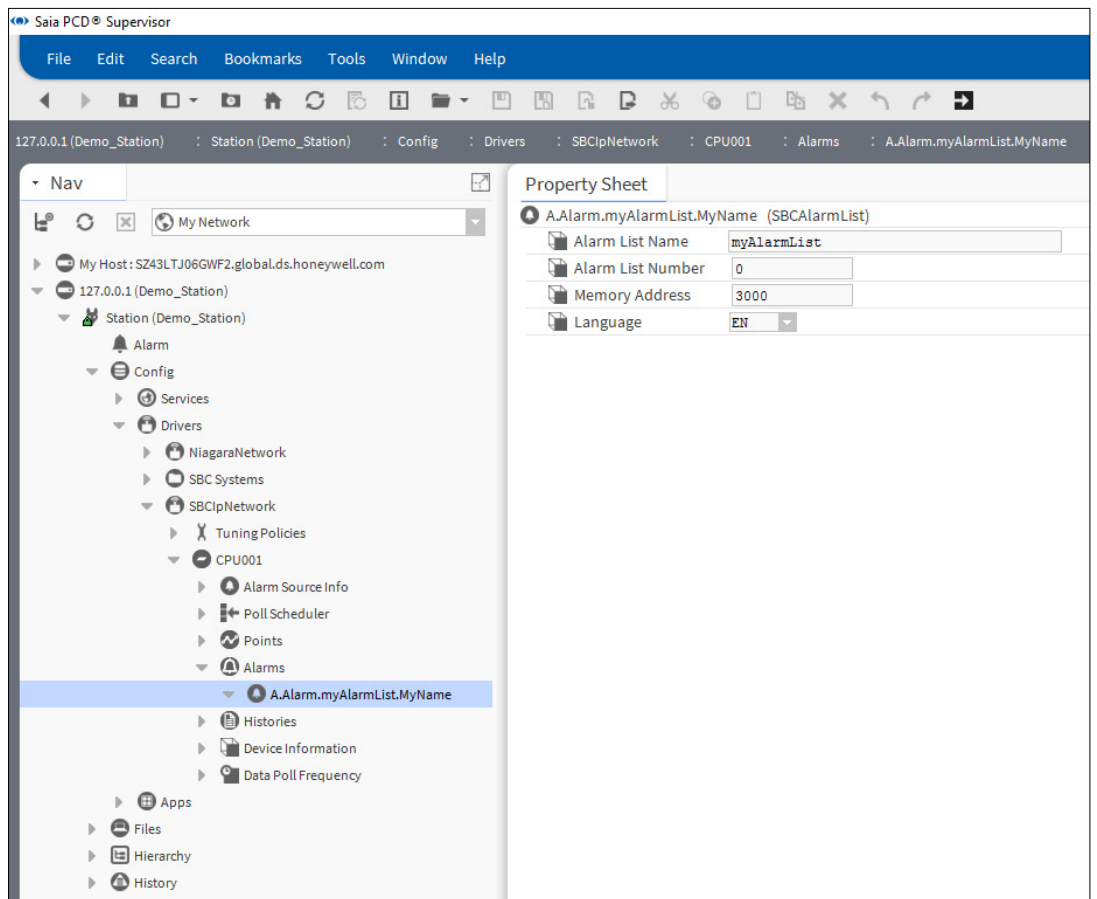 Saia PCD® Supervisor
File Edit Search Bookmarks Tools Window Help
127.0.0.1 (Demo_Station) : Station (Demo_Station) : Config : Drivers : SBCIpNetwork : CPU001 : Alarms : A.Alarm.myAlarmList.MyName
Nav
My Network
My Host : SZ43LTJ06GWF2.global.ds.honeywell.com
127.0.0.1 (Demo_Station)
Station (Demo_Station)
Alarm
Config
Services
Drivers
NiagaraNetwork
SBC Systems
SBCIpNetwork
Tuning Policies
CPU001
Alarm Source Info
Poll Scheduler
Points
Alarms
A.Alarm.myAlarmList.MyName
Histories
Device Information
Data Poll Frequency
Apps
Files
Hierarchy
History
Property Sheet
A.Alarm.myAlarmList.MyName (SBCAlarmList)
Alarm List Name myAlarmList
Alarm List Number 0
Memory Address 3000
Language EN